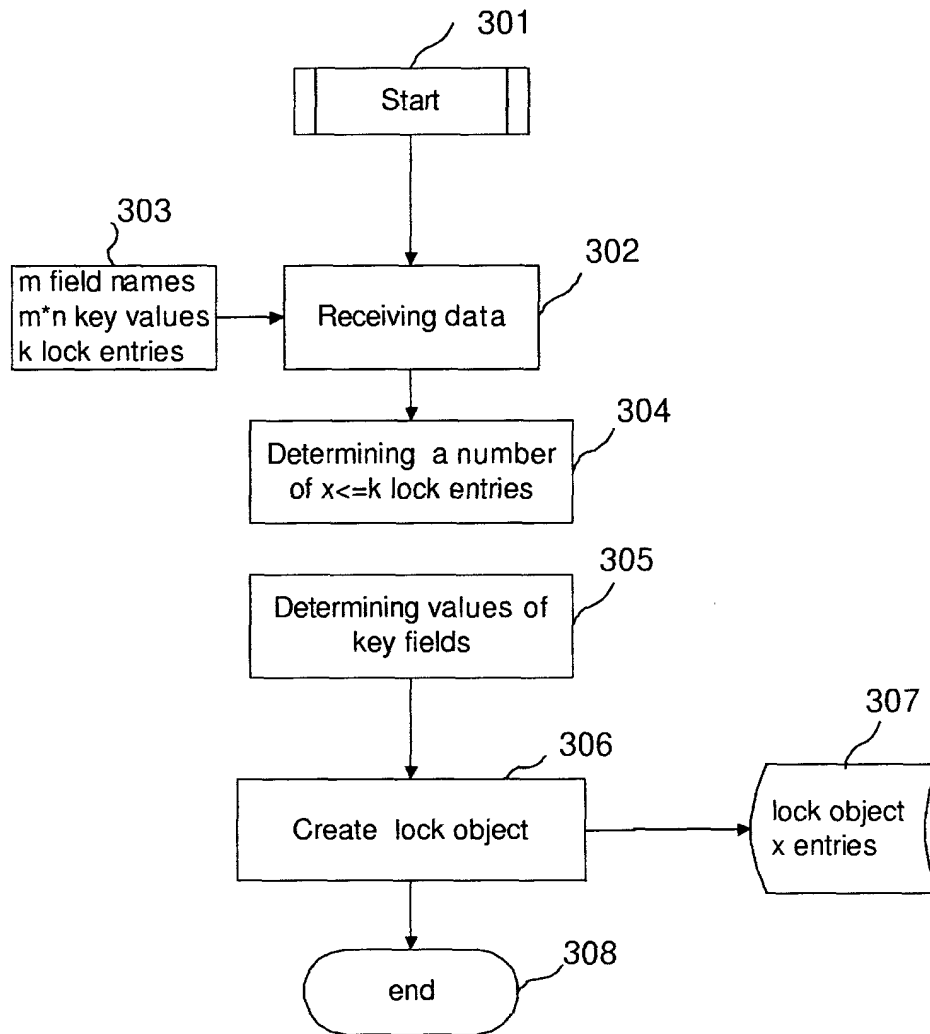 301
Start
303
m field names
m*n key values
k lock entries
302
Receiving data
304
Determining a number
of x<=k lock entries
305
Determining values of
key fields
306
Create lock object
307
lock object
x entries
308
end